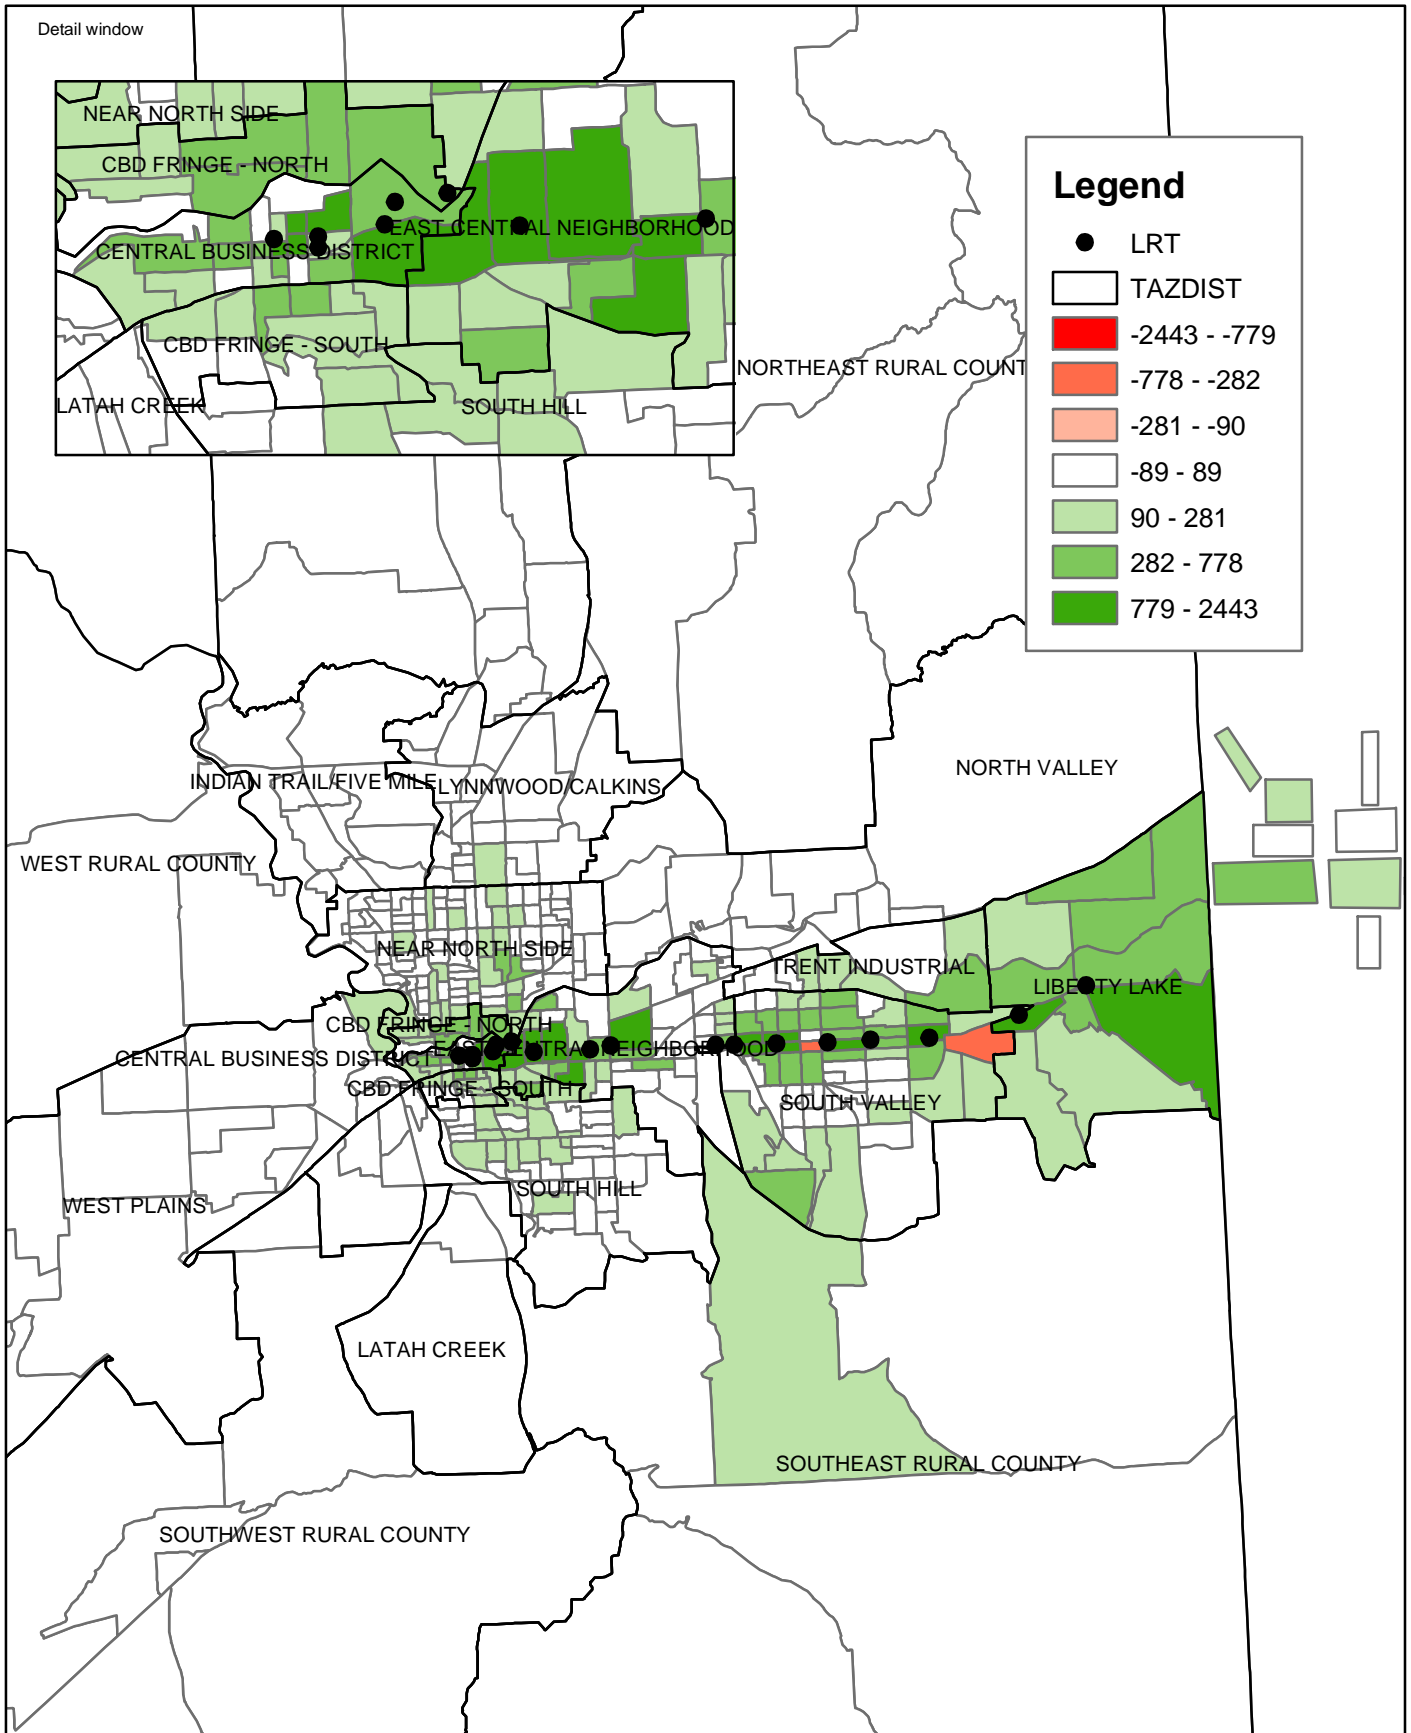 Detail window
NEAR NORTH SIDE
CBD FRINGE - NORTH
EAST CENTRAL NEIGHBORHOOD
CENTRAL BUSINESS DISTRICT
CBD FRINGE - SOUTH
LATAH CREEK
SOUTH HILL
Legend
LRT
TAZDIST
-2443 - -779
-778 - -282
-281 - -90
-89 - 89
90 - 281
282 - 778
779 - 2443
NORTHEAST RURAL COUNT
NORTH VALLEY
INDIAN TRAIL/FIVE MILE
LYNNWOOD/CALKINS
WEST RURAL COUNTY
NEAR NORTH SIDE
TRENT INDUSTRIAL
LIBERTY LAKE
CBD FRINGE - NORTH
EAST CENTRAL NEIGHBORHOOD
CENTRAL BUSINESS DISTRICT
CBD FRINGE - SOUTH
SOUTH VALLEY
SOUTH HILL
WEST PLAINS
LATAH CREEK
SOUTHEAST RURAL COUNTY
SOUTHWEST RURAL COUNTY